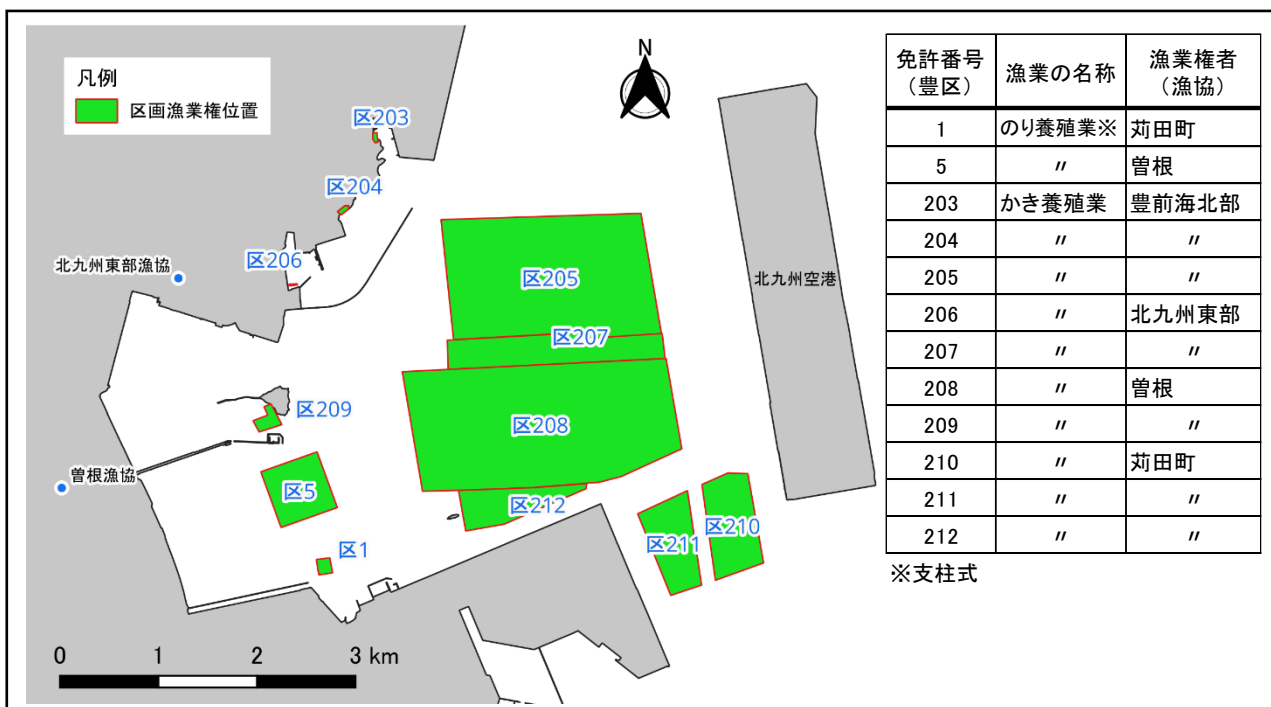 凡例
区画漁業権位置
N
区203
区204
区206
北九州東部漁協
区205
北九州空港
区207
区209
区208
曽根漁協
区5
区212
区211
区210
区1
0 1 2 3 km
免許番号（豊区） 漁業の名称 漁業権者（漁協）
1 のり養殖業※ 苅田町
5 〃 曽根
203 かき養殖業 豊前海北部
204 〃 〃
205 〃 〃
206 〃 北九州東部
207 〃 〃
208 〃 曽根
209 〃 〃
210 〃 苅田町
211 〃 〃
212 〃 〃
※支柱式